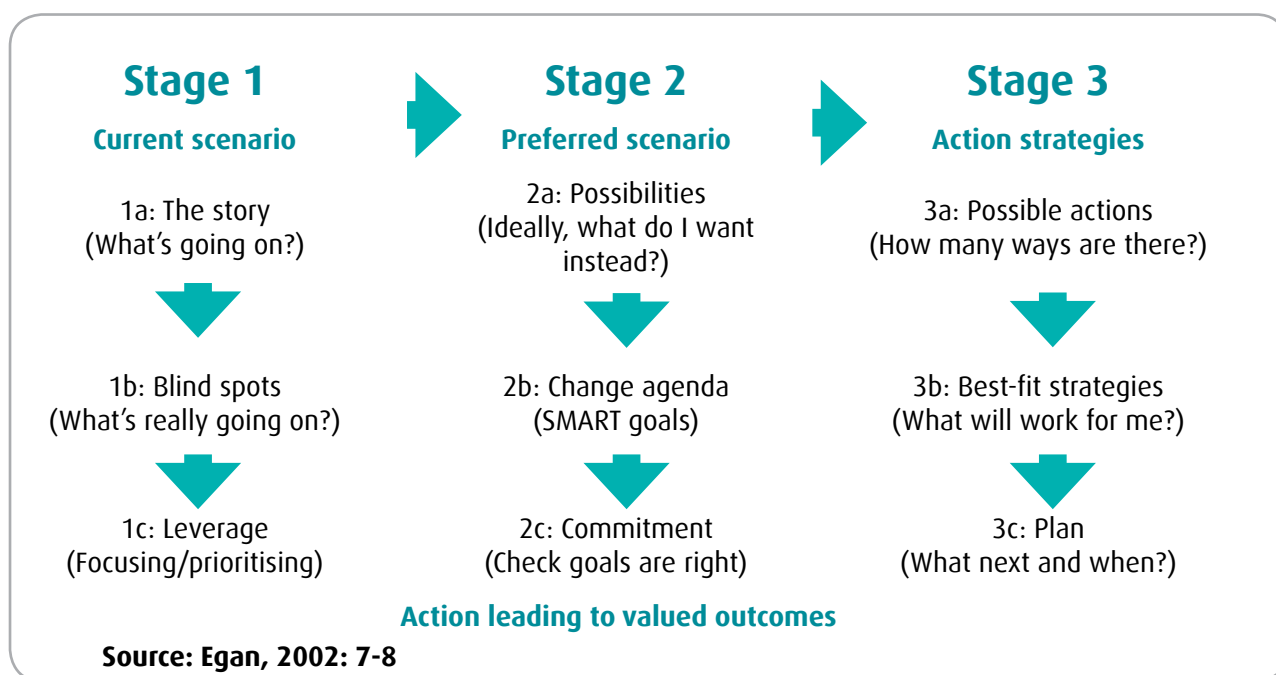 Stage 1
Current scenario
1a: The story
(What's going on?)
1b: Blind spots
(What's really going on?)
1c: Leverage
(Focusing/prioritising)
Stage 2
Preferred scenario
2a: Possibilities
(Ideally, what do I want
instead?)
2b: Change agenda
(SMART goals)
2c: Commitment
(Check goals are right)
Stage 3
Action strategies
3a: Possible actions
(How many ways are there?)
3b: Best-fit strategies
(What will work for me?)
3c: Plan
(What next and when?)
Action leading to valued outcomes
Source: Egan, 2002: 7-8